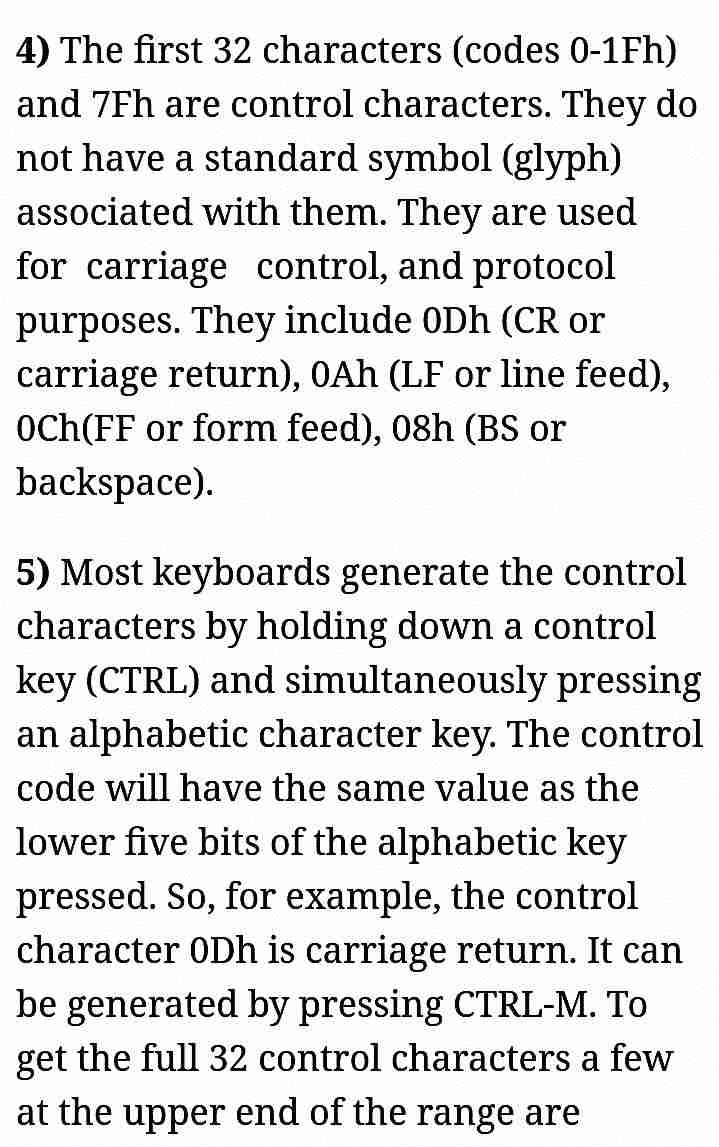 4) The first 32 characters (codes 0-1Fh)
and 7Fh are control characters. They do
not have a standard symbol (glyph)
associated with them. They are used
for  carriage   control, and protocol
purposes. They include 0Dh (CR or
carriage return), 0Ah (LF or line feed),
0Ch(FF or form feed), 08h (BS or
backspace).
5) Most keyboards generate the control
characters by holding down a control
key (CTRL) and simultaneously pressing
an alphabetic character key. The control
code will have the same value as the
lower five bits of the alphabetic key
pressed. So, for example, the control
character 0Dh is carriage return. It can
be generated by pressing CTRL-M. To
get the full 32 control characters a few
at the upper end of the range are